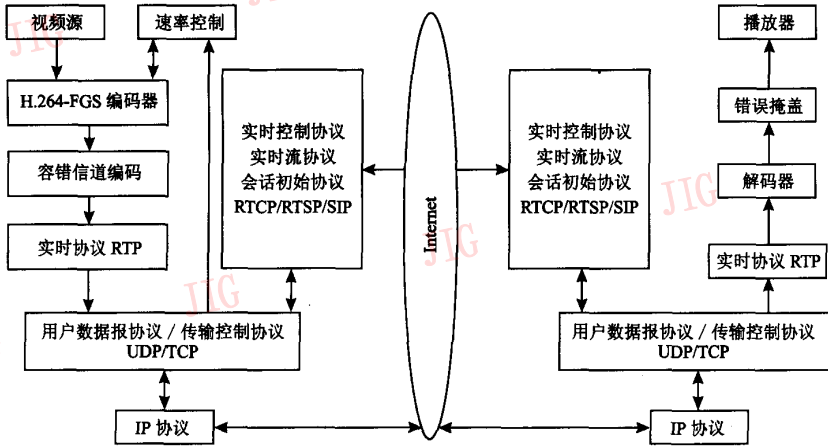 视频源
速率控制
H.264-FGS 编码器
容错信道编码
实时协议 RTP
实时控制协议
实时流协议
会话初始协议
RTCP/RTSP/SIP
用户数据报协议 / 传输控制协议
UDP/TCP
IP 协议
Internet
实时控制协议
实时流协议
会话初始协议
RTCP/RTSP/SIP
播放器
错误掩盖
解码器
实时协议 RTP
用户数据报协议 / 传输控制协议
UDP/TCP
IP 协议
JIG
JIG
JIG
JIG